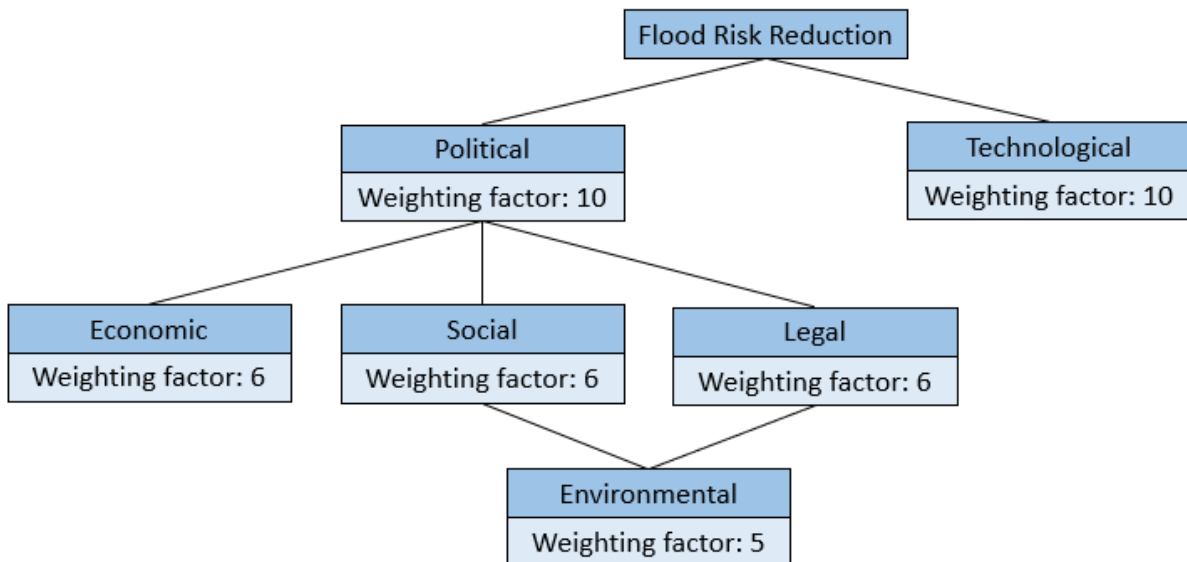 Flood Risk Reduction
Political
Weighting factor: 10
Technological
Weighting factor: 10
Economic
Weighting factor: 6
Social
Weighting factor: 6
Legal
Weighting factor: 6
Environmental
Weighting factor: 5